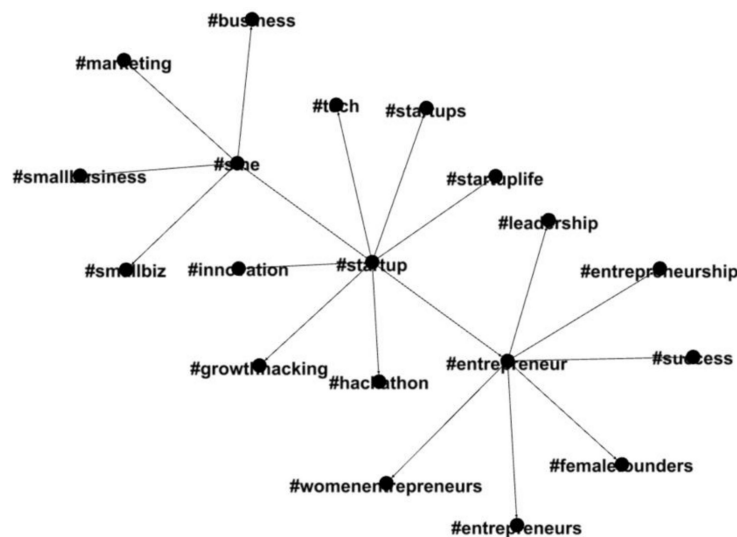 #business
#marketing
#tech
#startups
#sme
#smallbusiness
#startuplife
#leadership
#smallbiz
#innovation
#startup
#entrepreneurship
#growthhacking
#hackathon
#entrepreneur
#success
#femalefounders
#womenentrepreneurs
#entrepreneurs